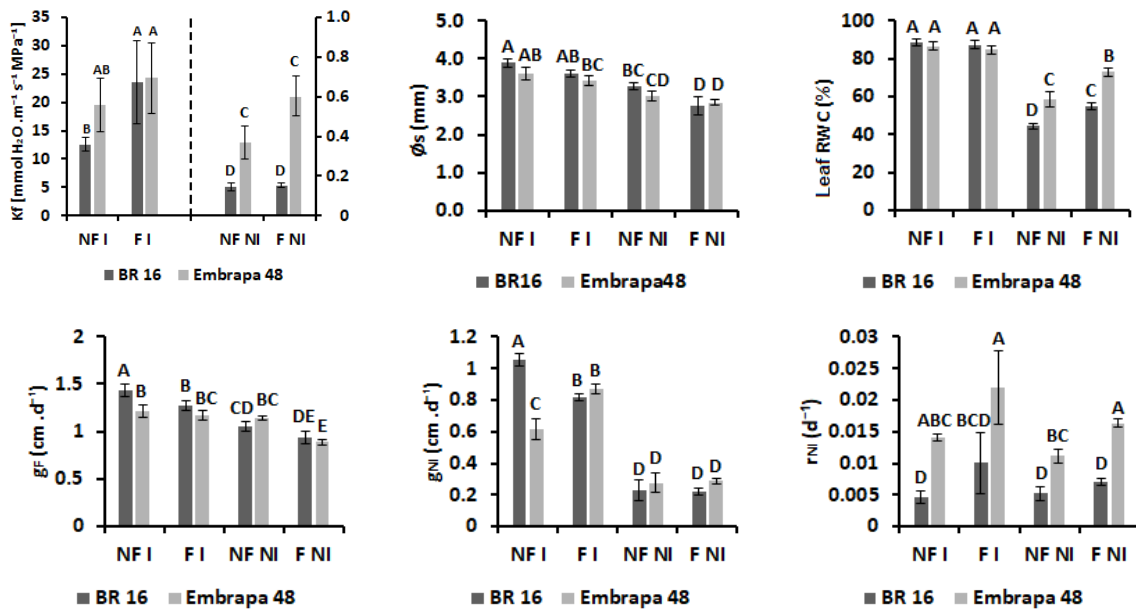 Kf [mmol H₂O .m⁻¹ s⁻¹ MPa⁻¹]
35
30
25
20
15
10
5
0
1.0
0.8
0.6
0.4
0.2
0
B AB A A D C D C
NF I F I NF NI F NI
BR 16 Embrapa 48
Øs (mm)
5.0
4.0
3.0
2.0
1.0
0.0
A AB AB BC BC CD D D
NF I F I NF NI F NI
BR16 Embrapa48
Leaf RWC (%)
100
80
60
40
20
0
A A A A D C C B
NF I F I NF NI F NI
BR 16 Embrapa 48
gF (cm .d⁻¹)
2
1.5
1
0.5
0
A B B BC CD BC DE E
NF I F I NF NI F NI
BR 16 Embrapa 48
gNI (cm .d⁻¹)
1.2
1
0.8
0.6
0.4
0.2
0
A C B B D D D D
NF I F I NF NI F NI
BR 16 Embrapa 48
rNI (d⁻¹)
0.03
0.025
0.02
0.015
0.01
0.005
0
D ABC BCD A D BC D A
NF I F I NF NI F NI
BR 16 Embrapa 48